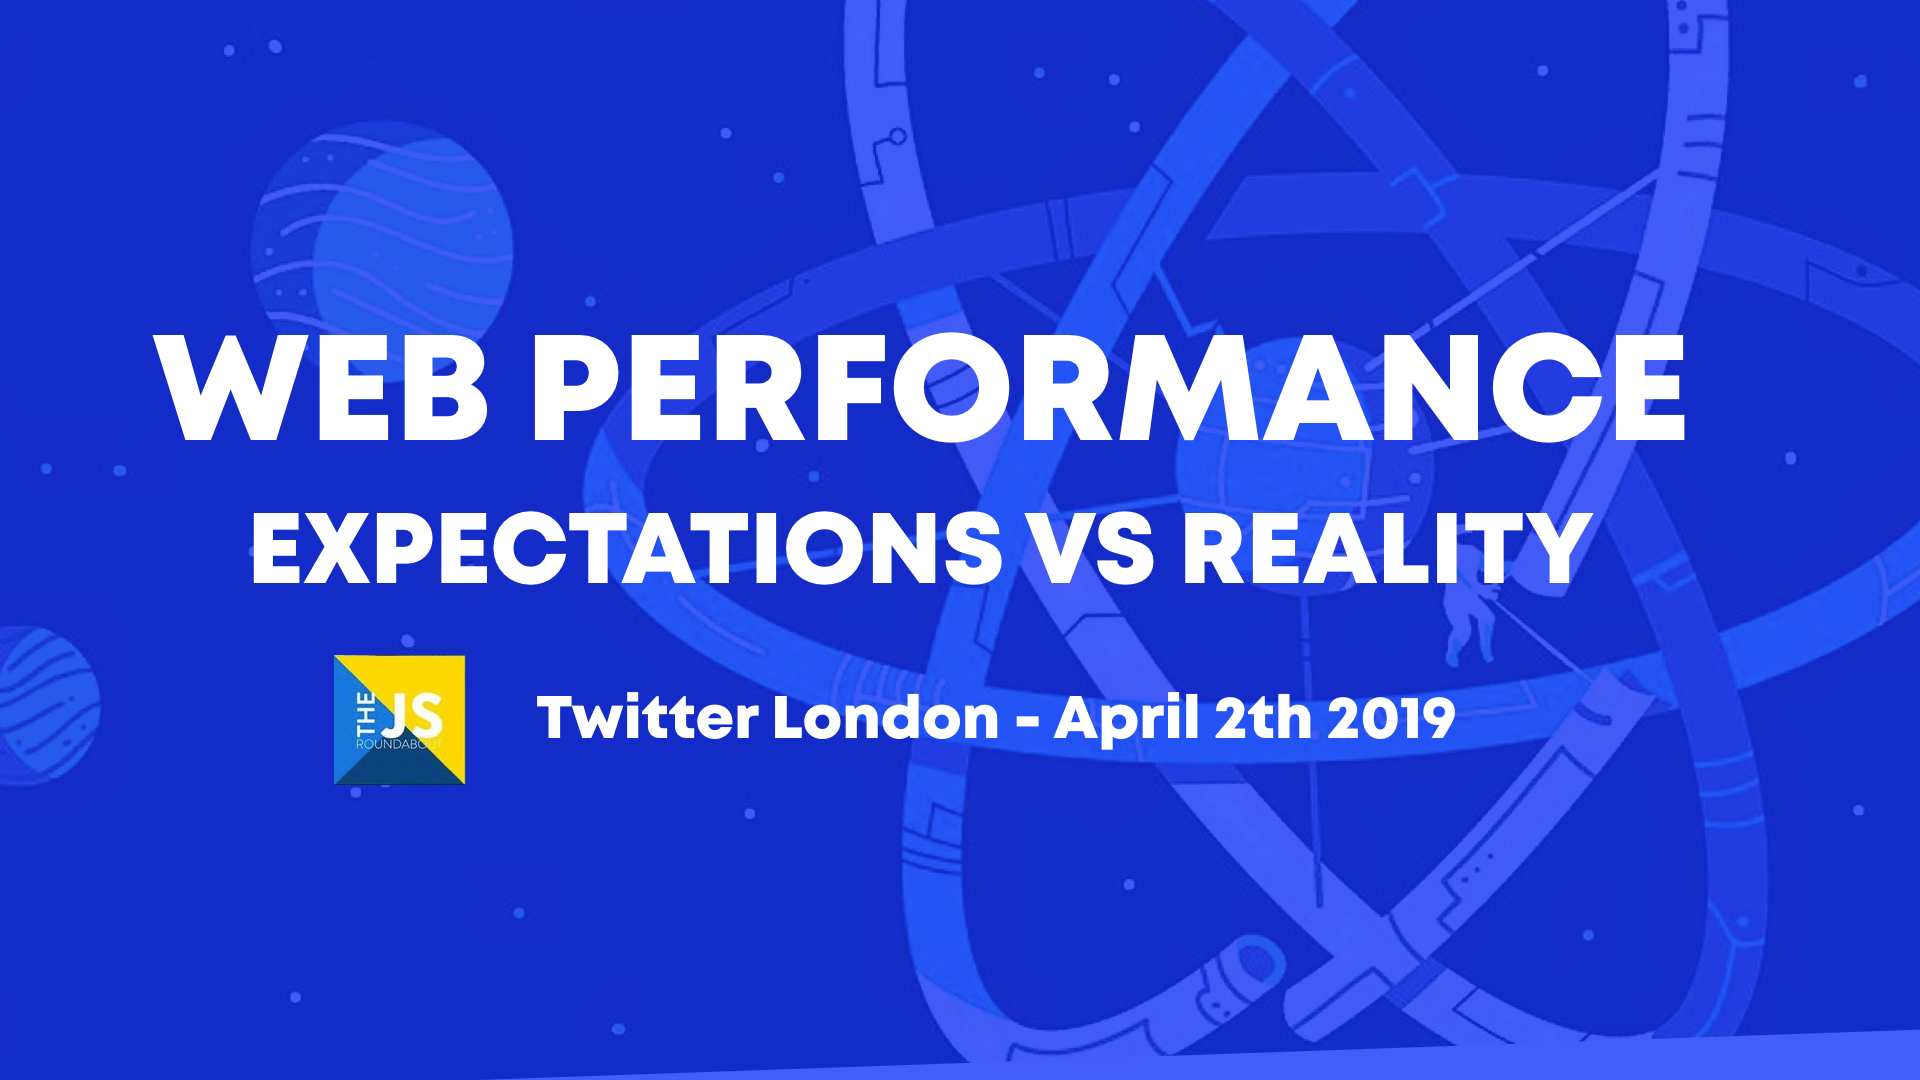 WEB PERFORMANCE
EXPECTATIONS VS REALITY
THE JS
ROUNDABOUT
Twitter London - April 2th 2019